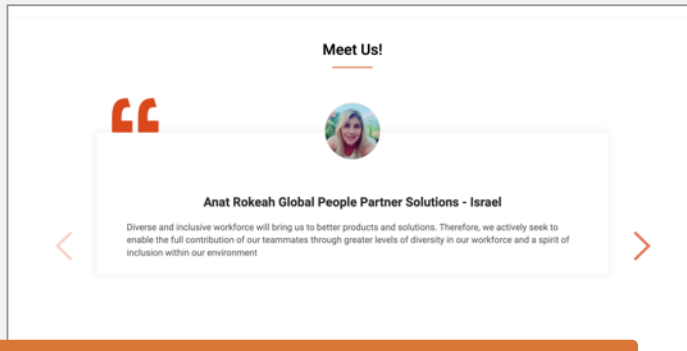 Meet Us!
“
Anat Rokeah Global People Partner Solutions - Israel
Diverse and inclusive workforce will bring us to better products and solutions. Therefore, we actively seek to
enable the full contribution of our teammates through greater levels of diversity in our workforce and a spirit of
inclusion within our environment